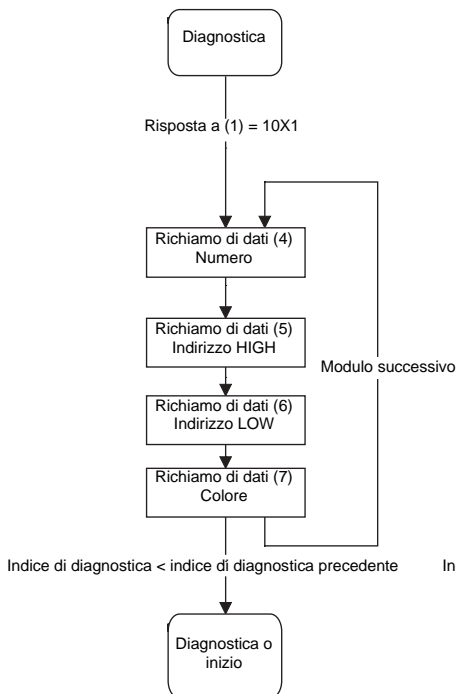 Diagnostica
Risposta a (1) = 10X1
Richiamo di dati (4)
Numero
Richiamo di dati (5)
Indirizzo HIGH
Modulo successivo
Richiamo di dati (6)
Indirizzo LOW
Richiamo di dati (7)
Colore
Indice di diagnostica < indice di diagnostica precedente
In
Diagnostica o
inizio